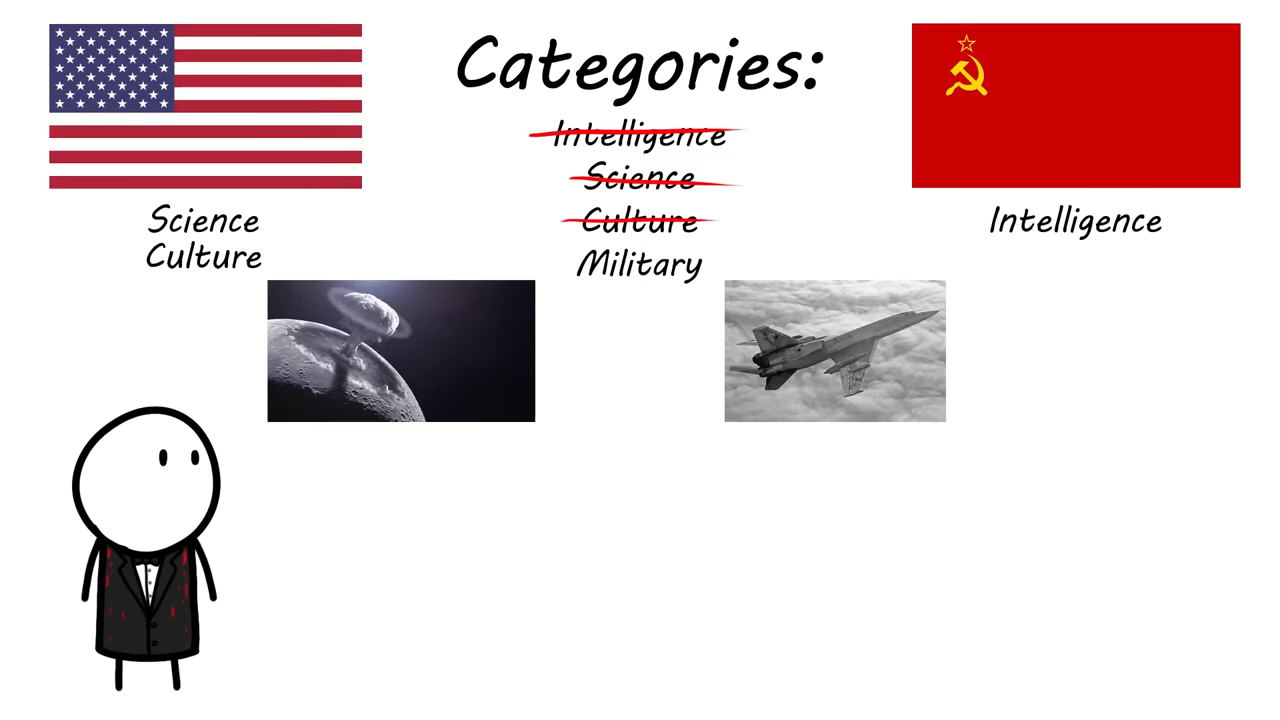 Categories:
Intelligence
Science
Culture
Military
Science
Culture
Intelligence